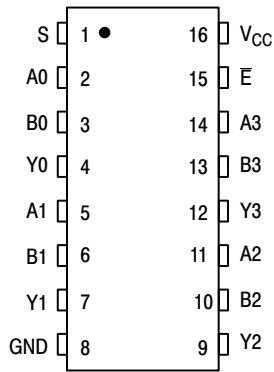 S 1 16 VCC
A0 2 15 E̅
B0 3 14 A3
Y0 4 13 B3
A1 5 12 Y3
B1 6 11 A2
Y1 7 10 B2
GND 8 9 Y2